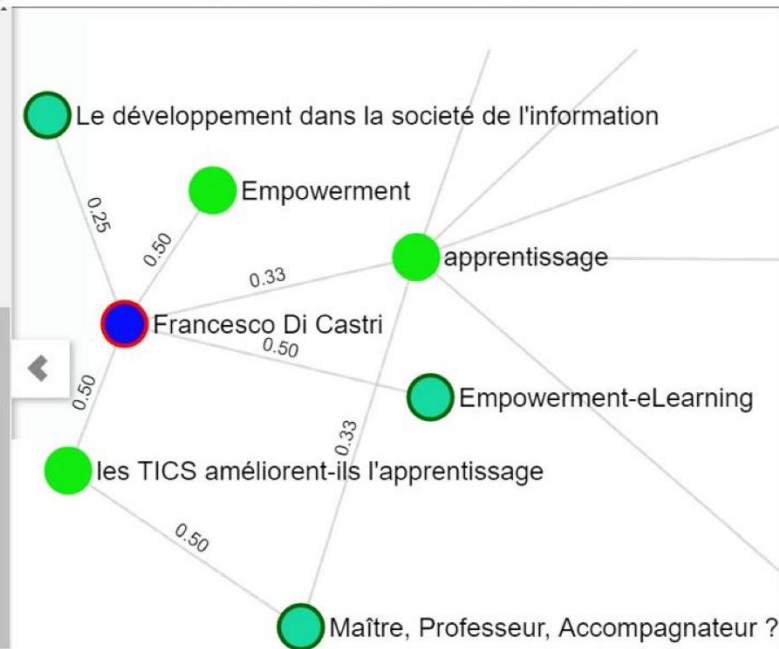 Le développement dans la societé de l'information
Empowerment
0.25
0.50
apprentissage
0.33
Francesco Di Castri
0.50
0.50
Empowerment-eLearning
0.33
les TICS améliorent-ils l'apprentissage
0.50
Maître, Professeur, Accompagnateur ?